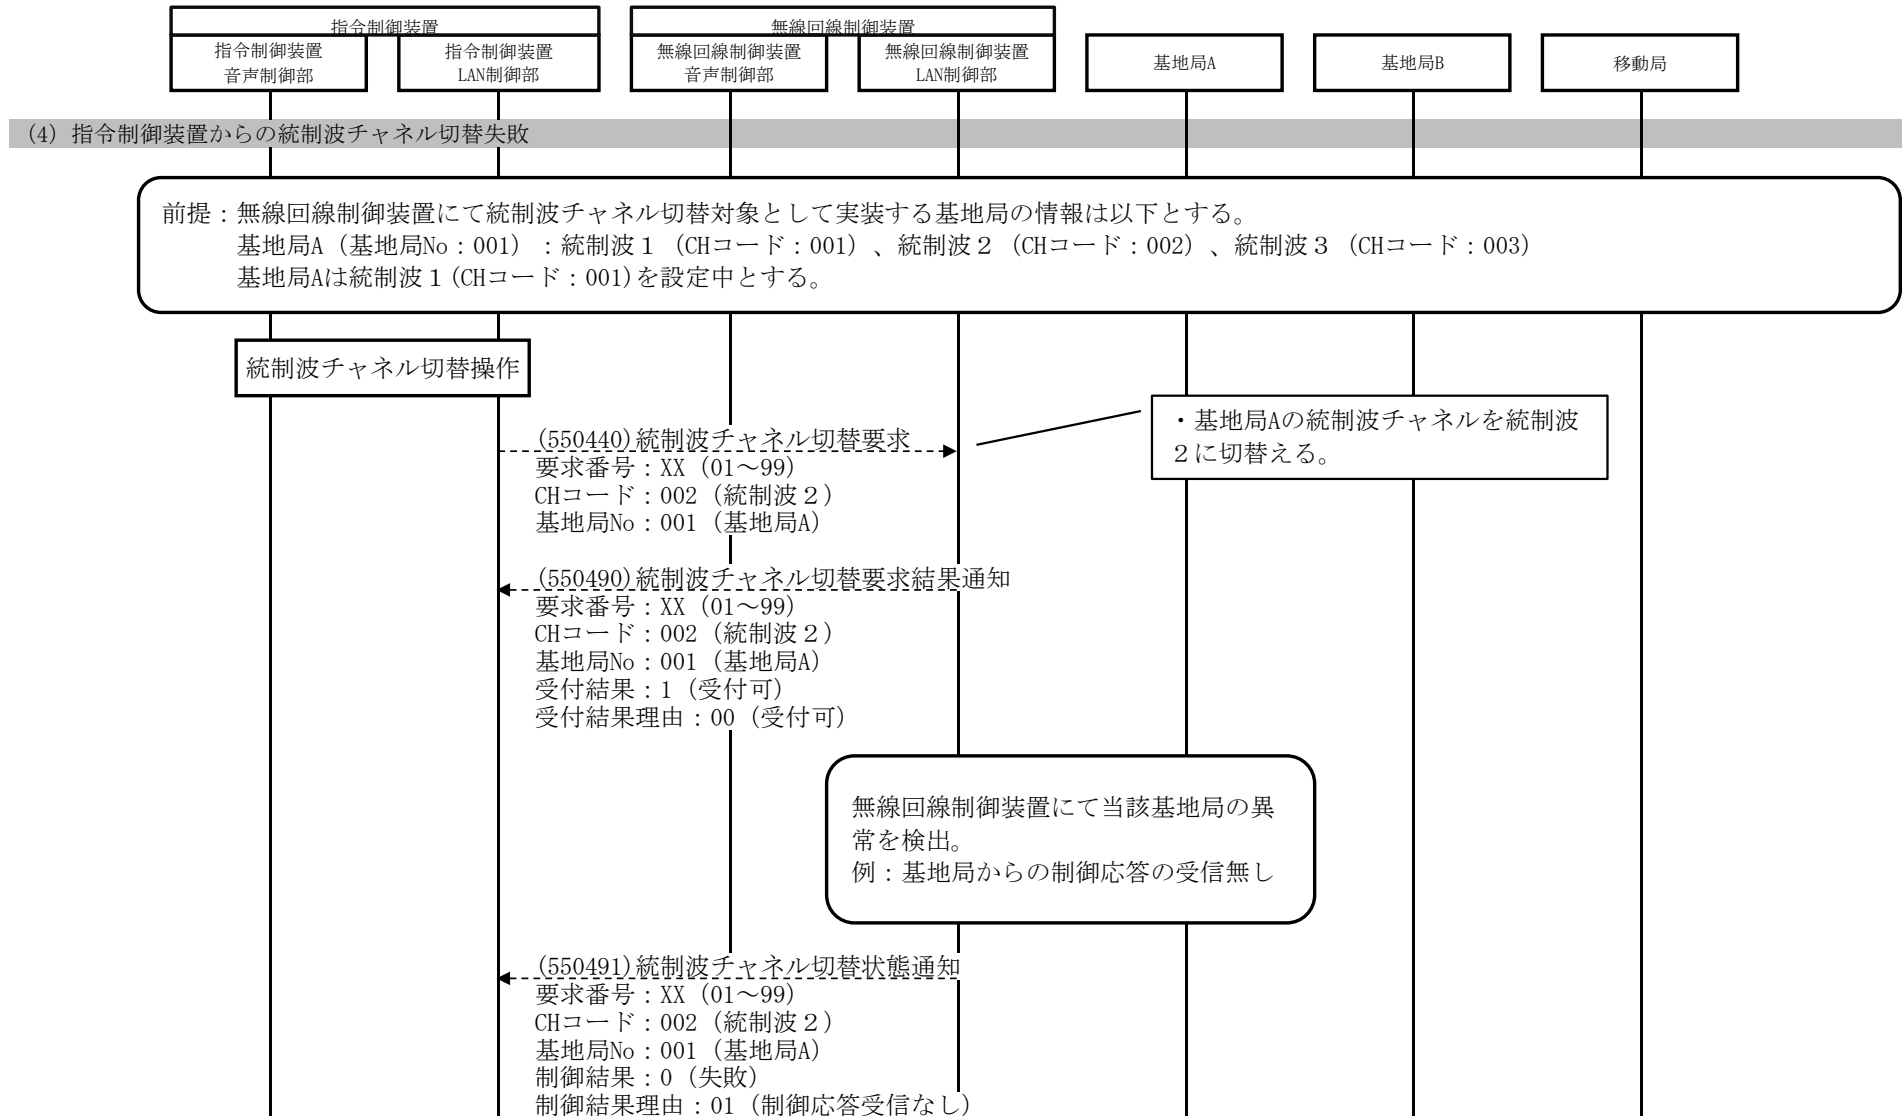 指令制御装置
無線回線制御装置
指令制御装置
音声制御部
指令制御装置
LAN制御部
無線回線制御装置
音声制御部
無線回線制御装置
LAN制御部
基地局A
基地局B
移動局
(4) 指令制御装置からの統制波チャネル切替失敗
前提：無線回線制御装置にて統制波チャネル切替対象として実装する基地局の情報は以下とする。
基地局A（基地局No：001）：統制波１（CHコード：001）、統制波２（CHコード：002）、統制波３（CHコード：003）
基地局Aは統制波１(CHコード：001)を設定中とする。
統制波チャネル切替操作
・基地局Aの統制波チャネルを統制波
２に切替える。
(550440)統制波チャネル切替要求
要求番号：XX（01～99）
CHコード：002（統制波２）
基地局No：001（基地局A）
(550490)統制波チャネル切替要求結果通知
要求番号：XX（01～99）
CHコード：002（統制波２）
基地局No：001（基地局A）
受付結果：1（受付可）
受付結果理由：00（受付可）
無線回線制御装置にて当該基地局の異
常を検出。
例：基地局からの制御応答の受信無し
(550491)統制波チャネル切替状態通知
要求番号：XX（01～99）
CHコード：002（統制波２）
基地局No：001（基地局A）
制御結果：0（失敗）
制御結果理由：01（制御応答受信なし）